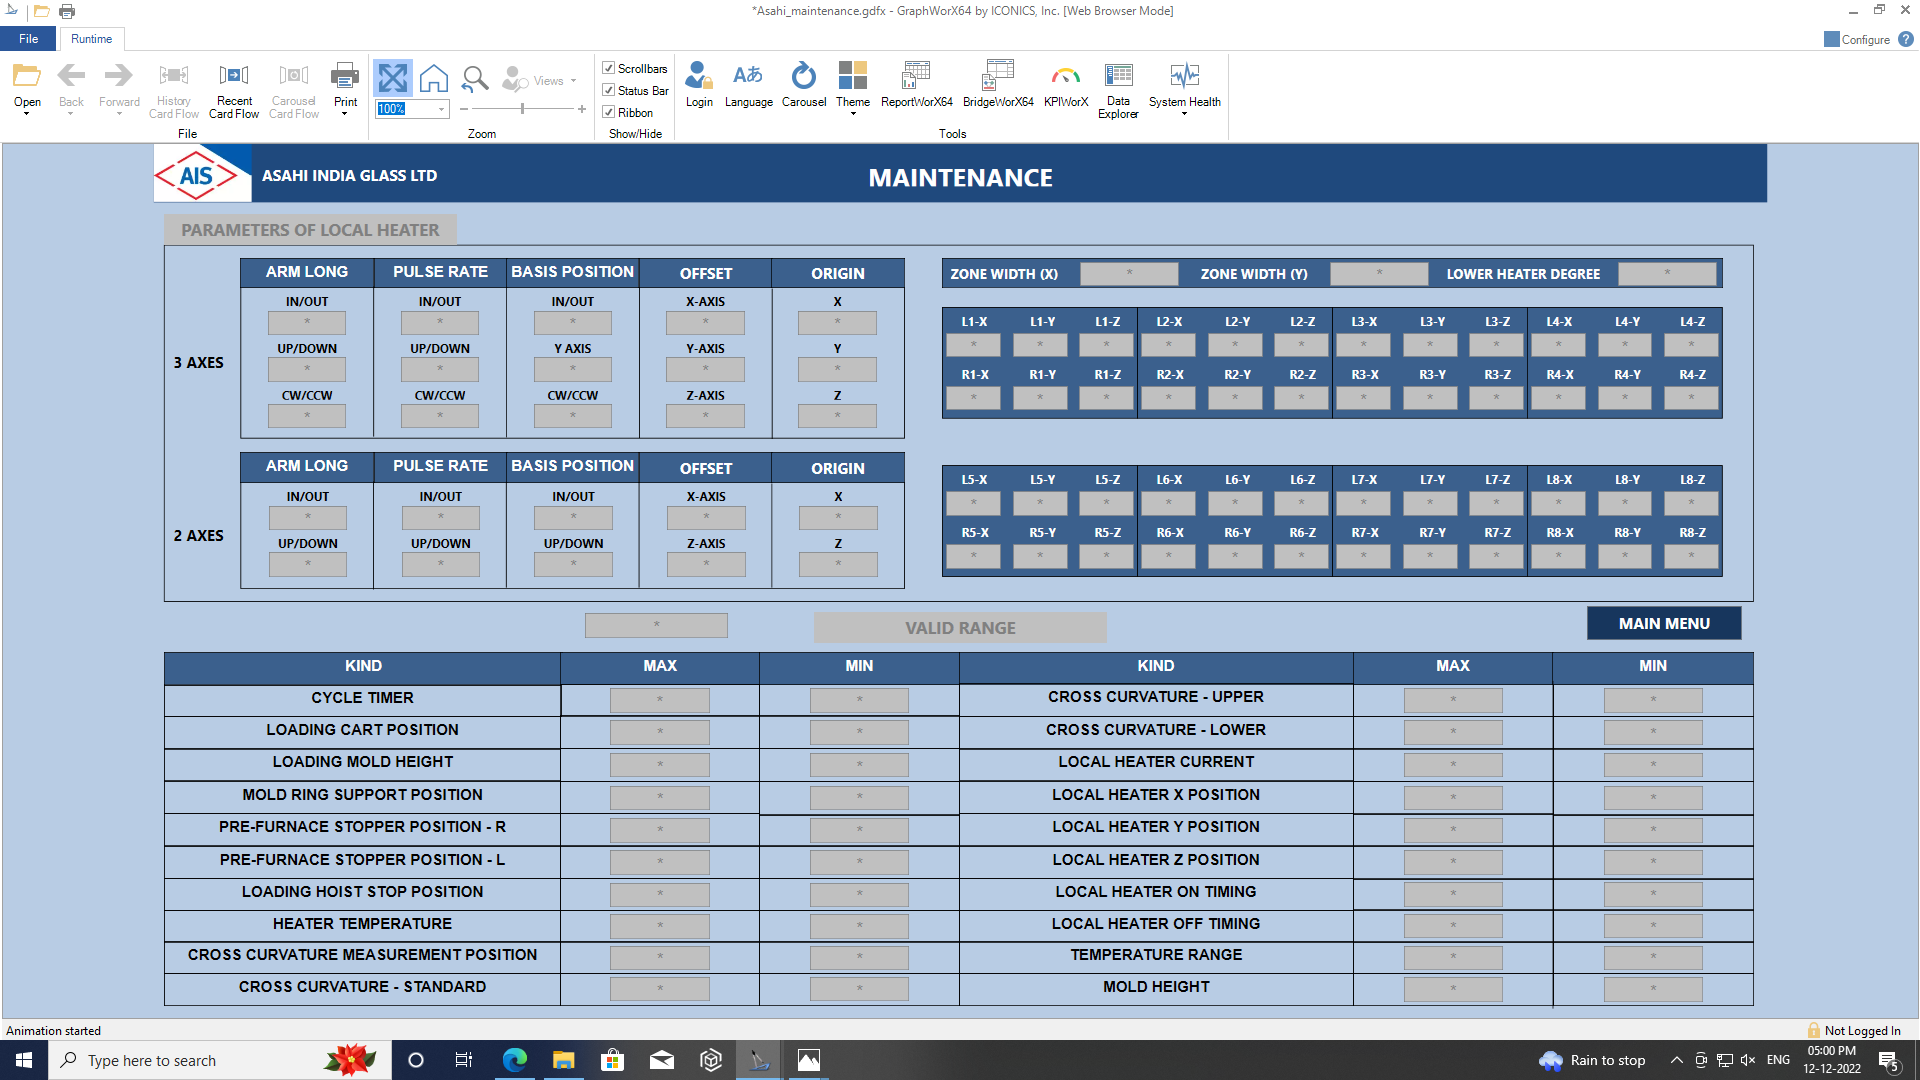 *Asahi_maintenance.gdfx - GraphWorX64 by ICONICS, Inc. [Web Browser Mode]
File Runtime Configure ?
Open Back Forward History Card Flow Recent Card Flow Carousel Card Flow Print
File
100% Views
Zoom
Scrollbars
Status Bar
Ribbon
Show/Hide
Login Language Carousel Theme ReportWorX64 BridgeWorX64 KPIWorX Data Explorer System Health
Tools
AIS ASAHI INDIA GLASS LTD MAINTENANCE
PARAMETERS OF LOCAL HEATER
3 AXES
ARM LONG PULSE RATE BASIS POSITION OFFSET ORIGIN
IN/OUT IN/OUT IN/OUT X-AXIS X
* * * * *
UP/DOWN UP/DOWN Y AXIS Y-AXIS Y
* * * * *
CW/CCW CW/CCW CW/CCW Z-AXIS Z
* * * * *
ZONE WIDTH (X) * ZONE WIDTH (Y) * LOWER HEATER DEGREE *
L1-X L1-Y L1-Z L2-X L2-Y L2-Z L3-X L3-Y L3-Z L4-X L4-Y L4-Z
* * * * * * * * * * * *
R1-X R1-Y R1-Z R2-X R2-Y R2-Z R3-X R3-Y R3-Z R4-X R4-Y R4-Z
* * * * * * * * * * * *
2 AXES
ARM LONG PULSE RATE BASIS POSITION OFFSET ORIGIN
IN/OUT IN/OUT IN/OUT X-AXIS X
* * * * *
UP/DOWN UP/DOWN UP/DOWN Z-AXIS Z
* * * * *
L5-X L5-Y L5-Z L6-X L6-Y L6-Z L7-X L7-Y L7-Z L8-X L8-Y L8-Z
* * * * * * * * * * * *
R5-X R5-Y R5-Z R6-X R6-Y R6-Z R7-X R7-Y R7-Z R8-X R8-Y R8-Z
* * * * * * * * * * * *
* VALID RANGE MAIN MENU
KIND MAX MIN KIND MAX MIN
CYCLE TIMER * * CROSS CURVATURE - UPPER * *
LOADING CART POSITION * * CROSS CURVATURE - LOWER * *
LOADING MOLD HEIGHT * * LOCAL HEATER CURRENT * *
MOLD RING SUPPORT POSITION * * LOCAL HEATER X POSITION * *
PRE-FURNACE STOPPER POSITION - R * * LOCAL HEATER Y POSITION * *
PRE-FURNACE STOPPER POSITION - L * * LOCAL HEATER Z POSITION * *
LOADING HOIST STOP POSITION * * LOCAL HEATER ON TIMING * *
HEATER TEMPERATURE * * LOCAL HEATER OFF TIMING * *
CROSS CURVATURE MEASUREMENT POSITION * * TEMPERATURE RANGE * *
CROSS CURVATURE - STANDARD * * MOLD HEIGHT * *
Animation started Not Logged In
Type here to search Rain to stop ENG 05:00 PM
12-12-2022 5